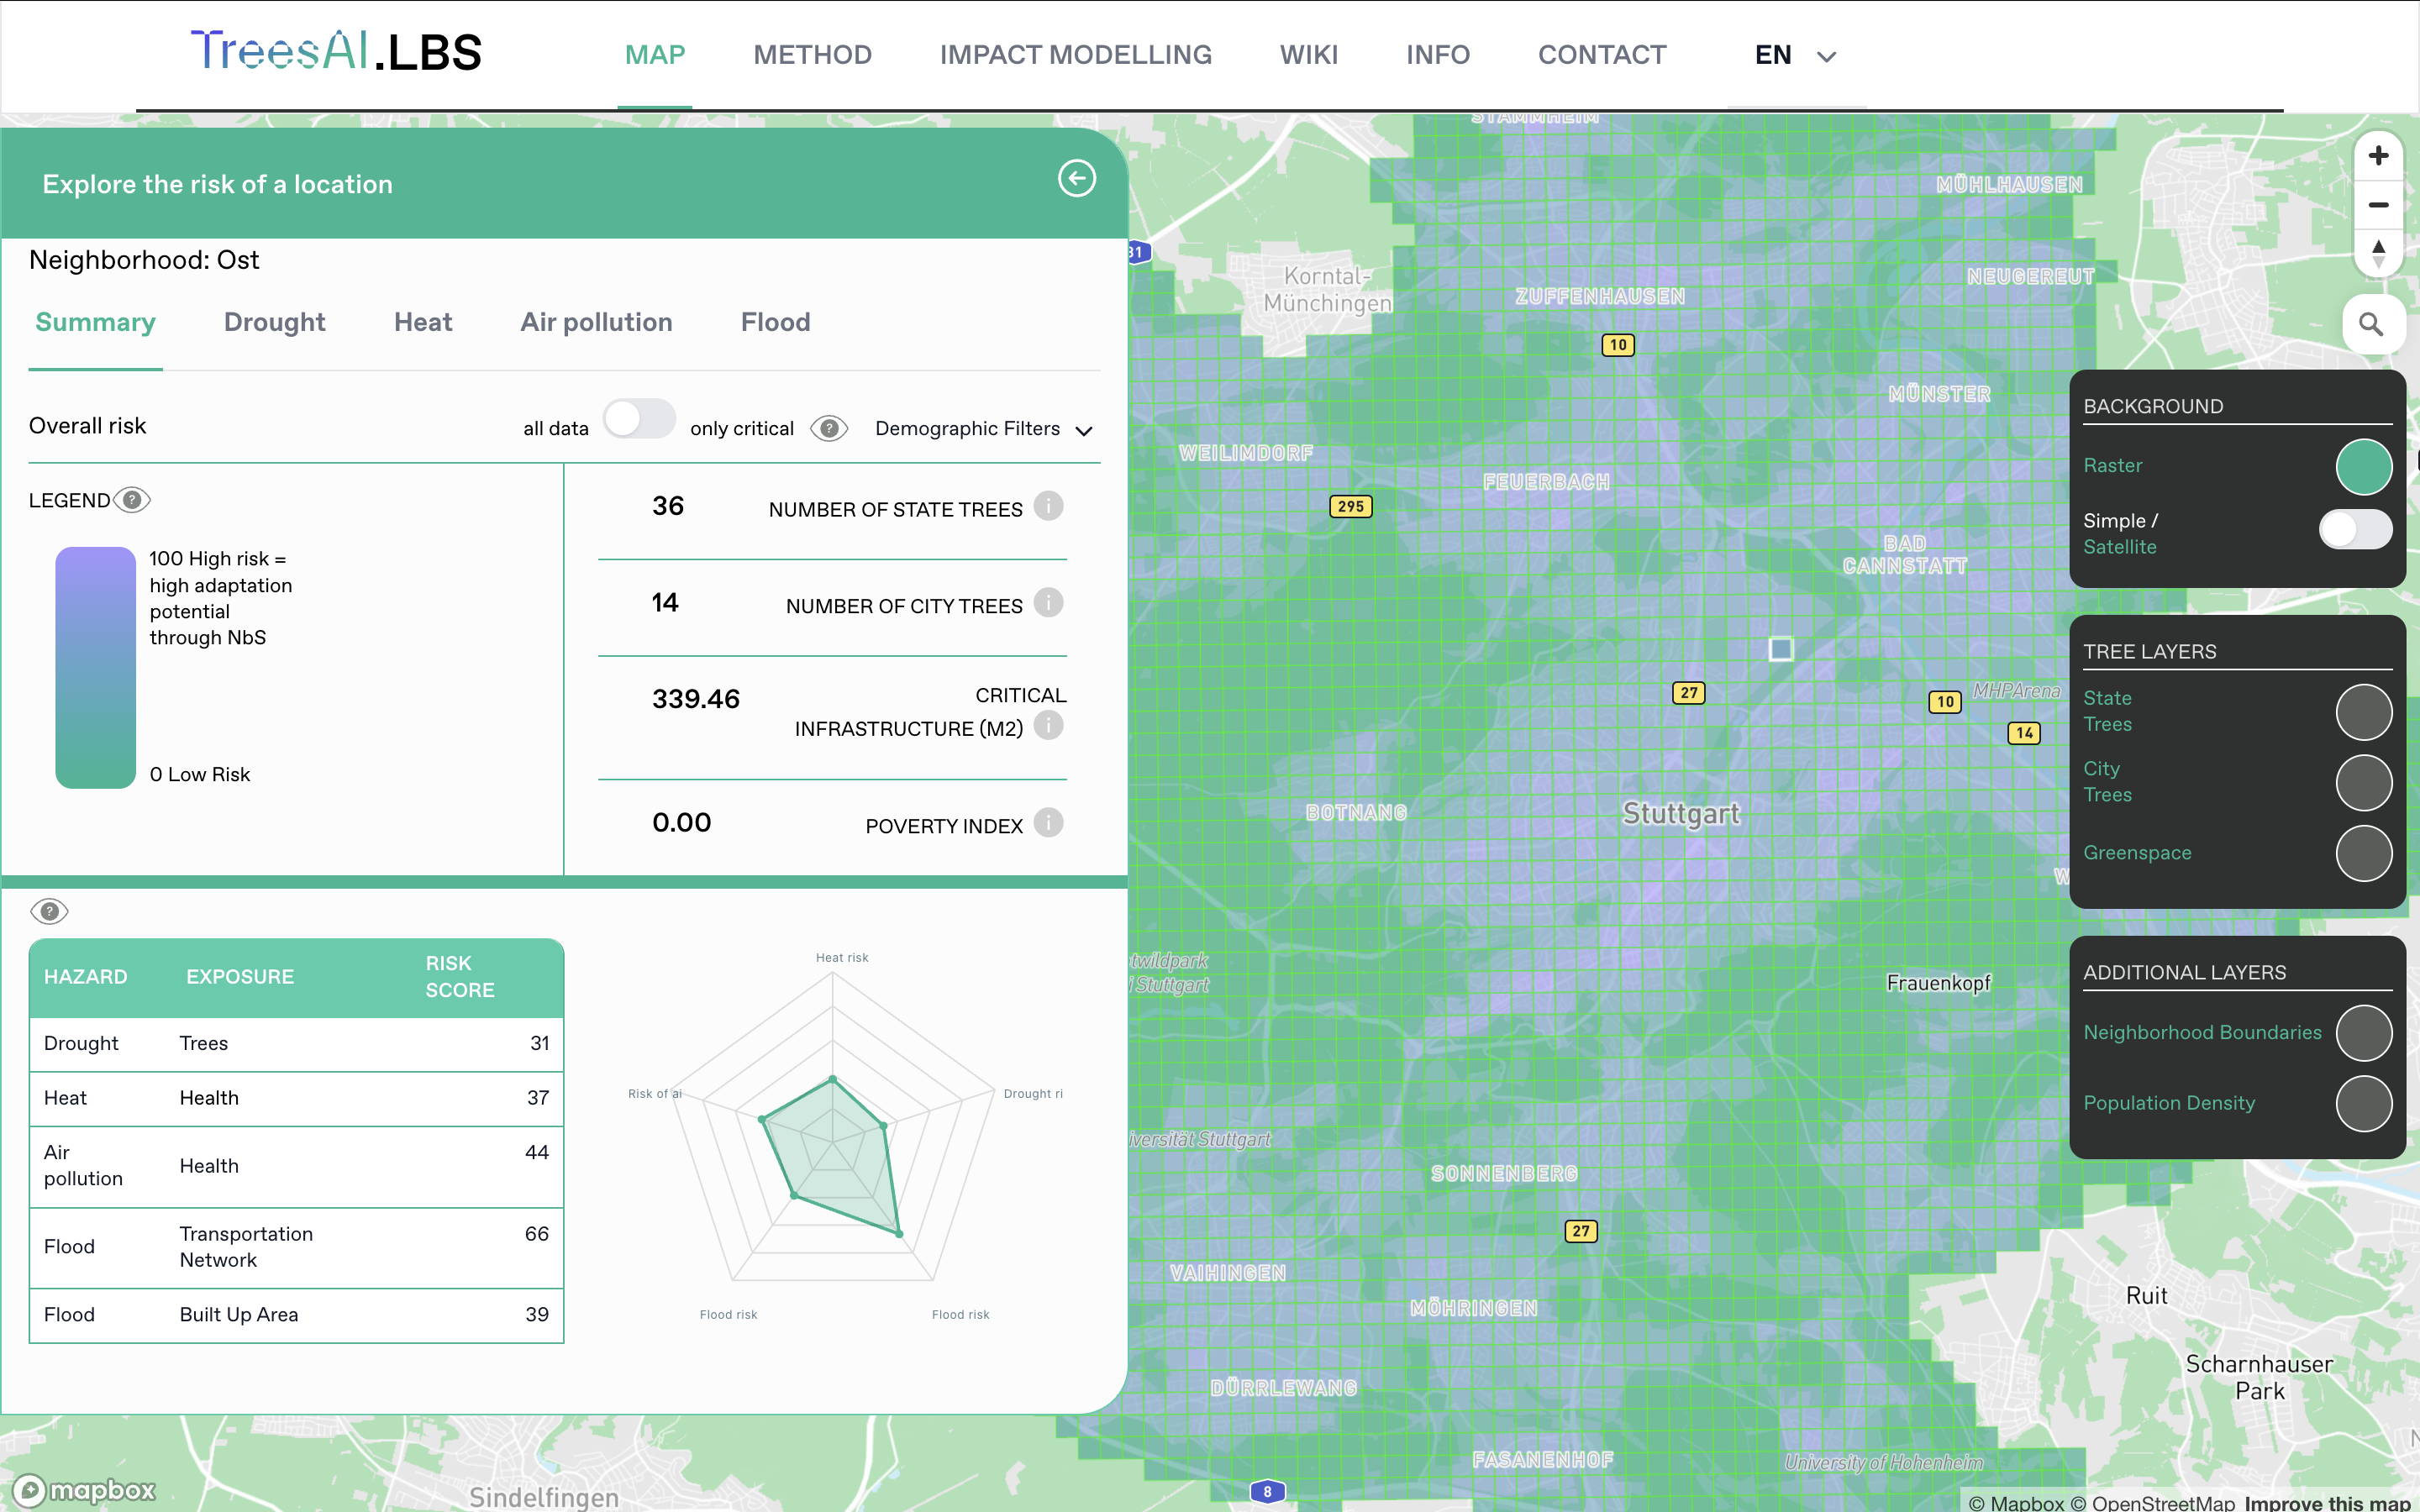 TreesAI.LBS
MAP
METHOD
IMPACT MODELLING
WIKI
INFO
CONTACT
EN
Explore the risk of a location
Neighborhood: Ost
Summary
Drought
Heat
Air pollution
Flood
Overall risk
all data
only critical
?
Demographic Filters
LEGEND ?
100 High risk =
high adaptation
potential
through NbS
0 Low Risk
36
NUMBER OF STATE TREES i
14
NUMBER OF CITY TREES i
339.46
CRITICAL
INFRASTRUCTURE (M2) i
0.00
POVERTY INDEX i
?
HAZARD EXPOSURE RISK
SCORE
Drought Trees 31
Heat Health 37
Air
pollution
Health 44
Flood Transportation
Network
66
Flood Built Up Area 39
Heat risk
Risk of ai
Drought ri
Flood risk
Flood risk
STAMMHEIM
MÜHLHAUSEN
31
Korntal-
Münchingen
ZUFFENHAUSEN
NEUGEREUT
10
MÜNSTER
WEILIMDORF
FEUERBACH
295
BAD
CANNSTATT
27
10
MHPArena
14
BOTNANG
Stuttgart
W
twildpark
i Stuttgart
Frauenkopf
iversität Stuttgart
SONNENBERG
27
VAIHINGEN
MÖHRINGEN
Ruit
Scharnhauser
Park
DÜRRLEWANG
FASANENHOF
University of Hohenheim
8
Sindelfingen
BACKGROUND
Raster
Simple /
Satellite
TREE LAYERS
State
Trees
City
Trees
Greenspace
ADDITIONAL LAYERS
Neighborhood Boundaries
Population Density
mapbox
© Mapbox © OpenStreetMap Improve this map